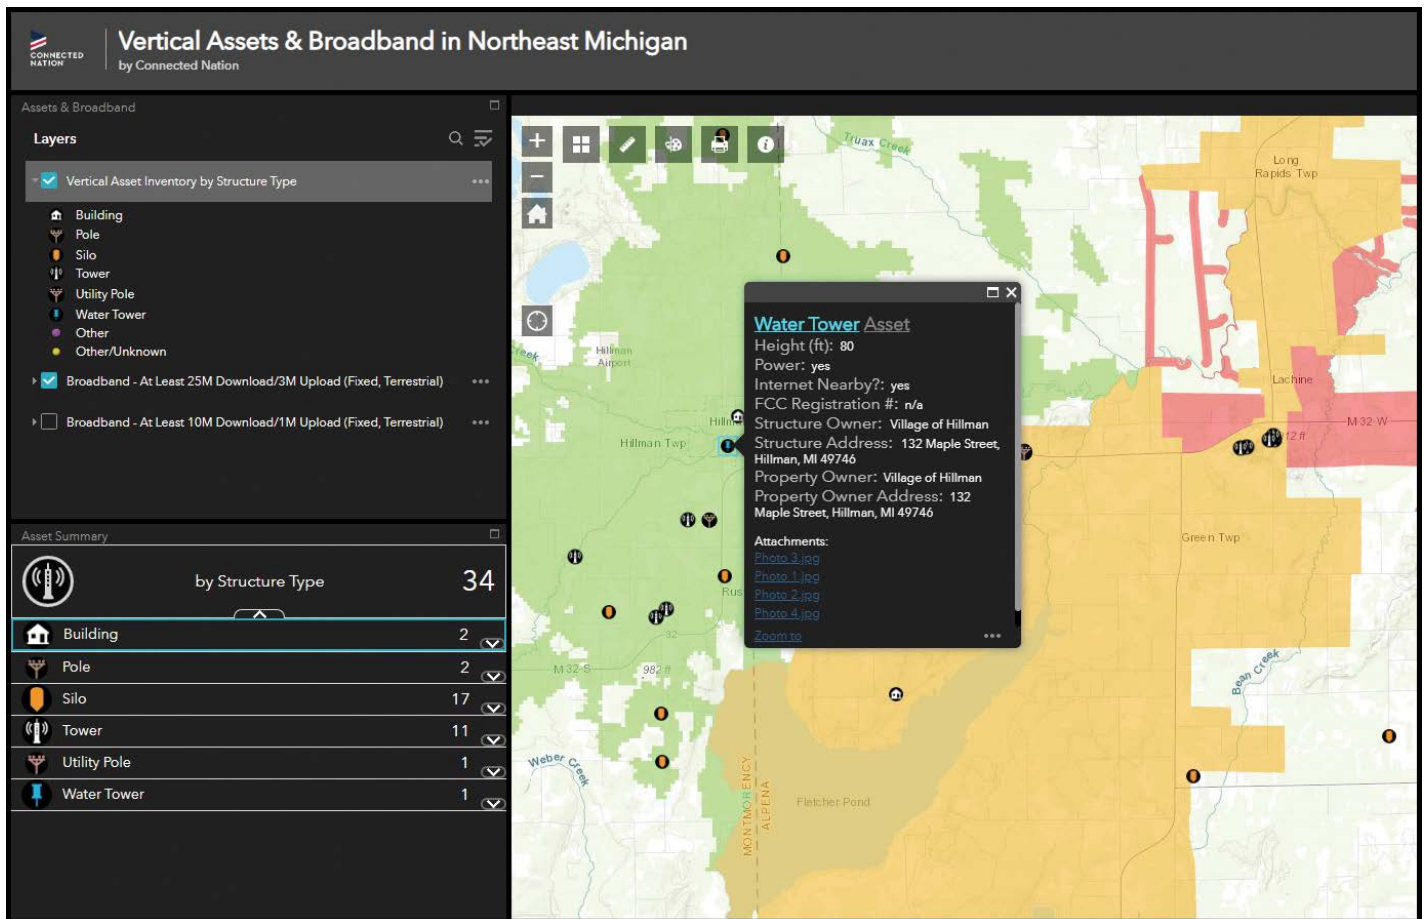 CONNECTED
NATION
Vertical Assets & Broadband in Northeast Michigan
by Connected Nation
Assets & Broadband
Layers
Vertical Asset Inventory by Structure Type
Building
Pole
Silo
Tower
Utility Pole
Water Tower
Other
Other/Unknown
Broadband - At Least 25M Download/3M Upload (Fixed, Terrestrial)
Broadband - At Least 10M Download/1M Upload (Fixed, Terrestrial)
Asset Summary
by Structure Type 34
Building 2
Pole 2
Silo 17
Tower 11
Utility Pole 1
Water Tower 1
Truax Creek
Long
Rapids Twp
Creek
Hillman
Airport
Lachine
M 32 W
Hillman Twp
12 ft
Green Twp
Rus
32
M 32 S
982 ft
Bean Creek
Weber Creek
MONTMORENCY
ALPENA
Fletcher Pond
Water Tower Asset
Height (ft): 80
Power: yes
Internet Nearby?: yes
FCC Registration #: n/a
Structure Owner: Village of Hillman
Structure Address: 132 Maple Street,
Hillman, MI 49746
Property Owner: Village of Hillman
Property Owner Address: 132
Maple Street, Hillman, MI 49746
Attachments:
Photo 3.jpg
Photo 1.jpg
Photo 2.jpg
Photo 4.jpg
Zoom to